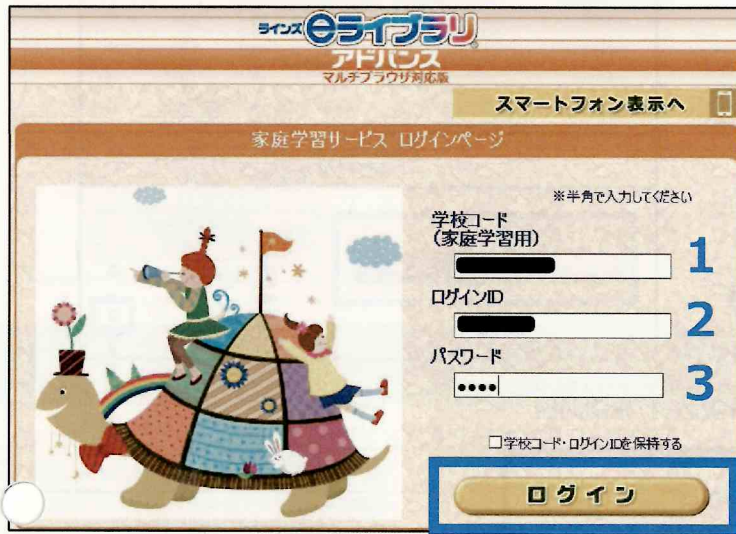 ラインズeライブラリ
アドバンス
マルチブラウザ対応版
スマートフォン表示へ
家庭学習サービス ログインページ
※半角で入力してください
学校コード
(家庭学習用)
1
ログインID
2
パスワード
3
□学校コード・ログインIDを保持する
ログイン